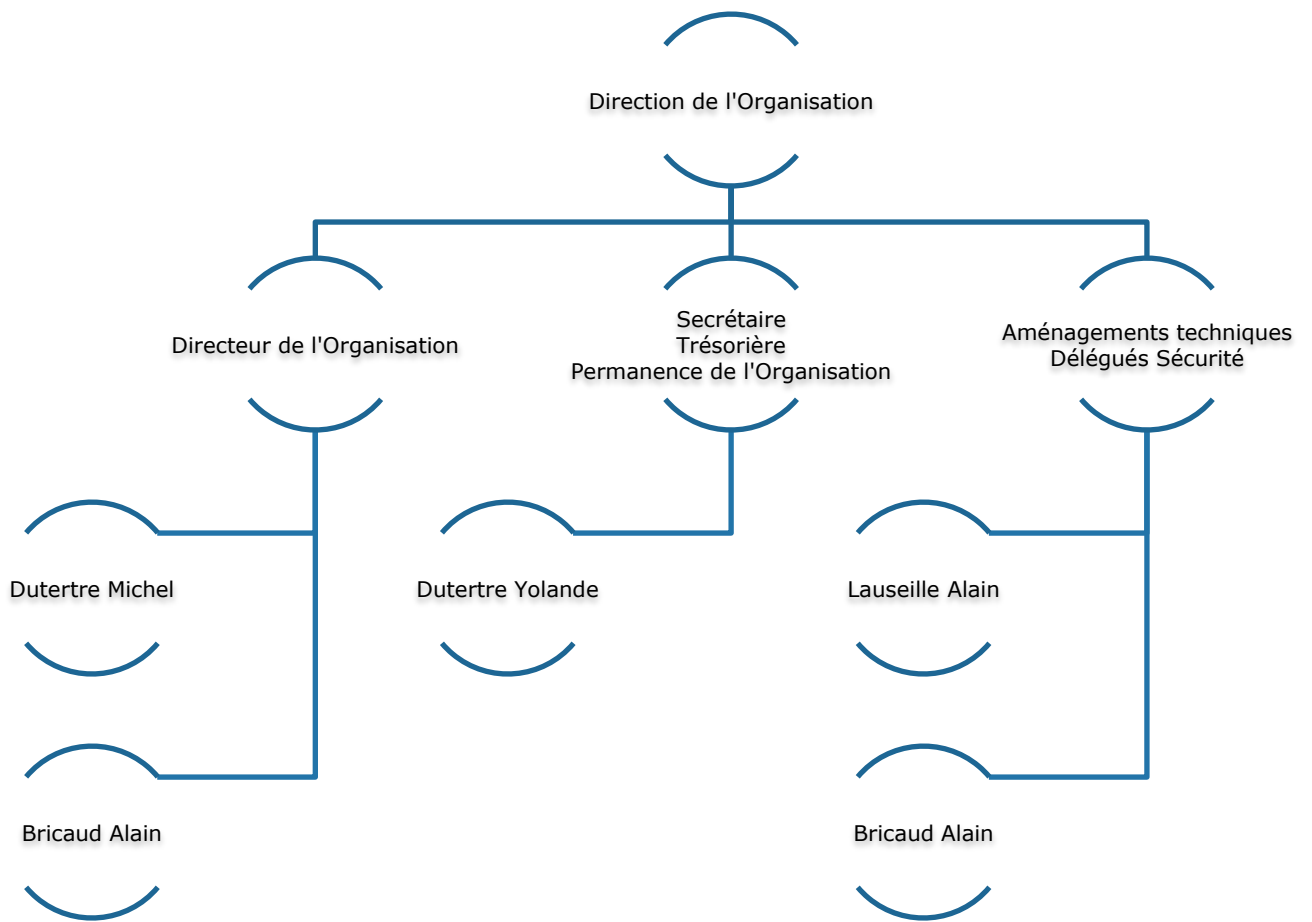 Direction de l'Organisation
Directeur de l'Organisation
Secrétaire
Trésorière
Permanence de l'Organisation
Aménagements techniques
Délégués Sécurité
Dutertre Michel
Dutertre Yolande
Lauseille Alain
Bricaud Alain
Bricaud Alain